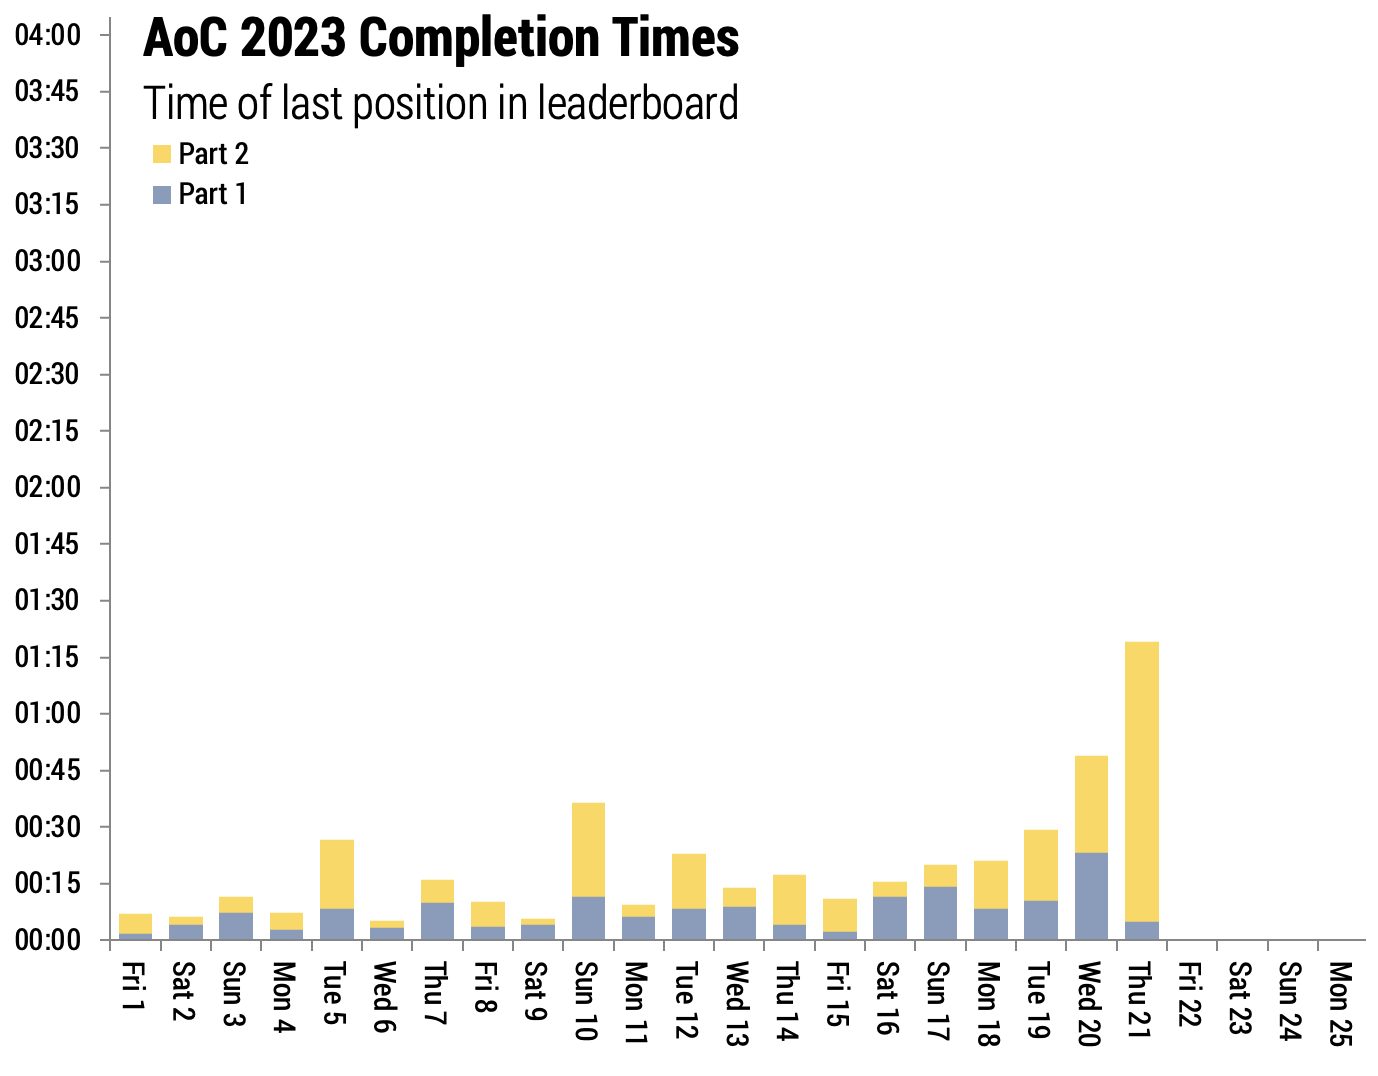 AoC 2023 Completion Times
Time of last position in leaderboard
Part 2
Part 1
04:00
03:45
03:30
03:15
03:00
02:45
02:30
02:15
02:00
01:45
01:30
01:15
01:00
00:45
00:30
00:15
00:00
Fri 1
Sat 2
Sun 3
Mon 4
Tue 5
Wed 6
Thu 7
Fri 8
Sat 9
Sun 10
Mon 11
Tue 12
Wed 13
Thu 14
Fri 15
Sat 16
Sun 17
Mon 18
Tue 19
Wed 20
Thu 21
Fri 22
Sat 23
Sun 24
Mon 25